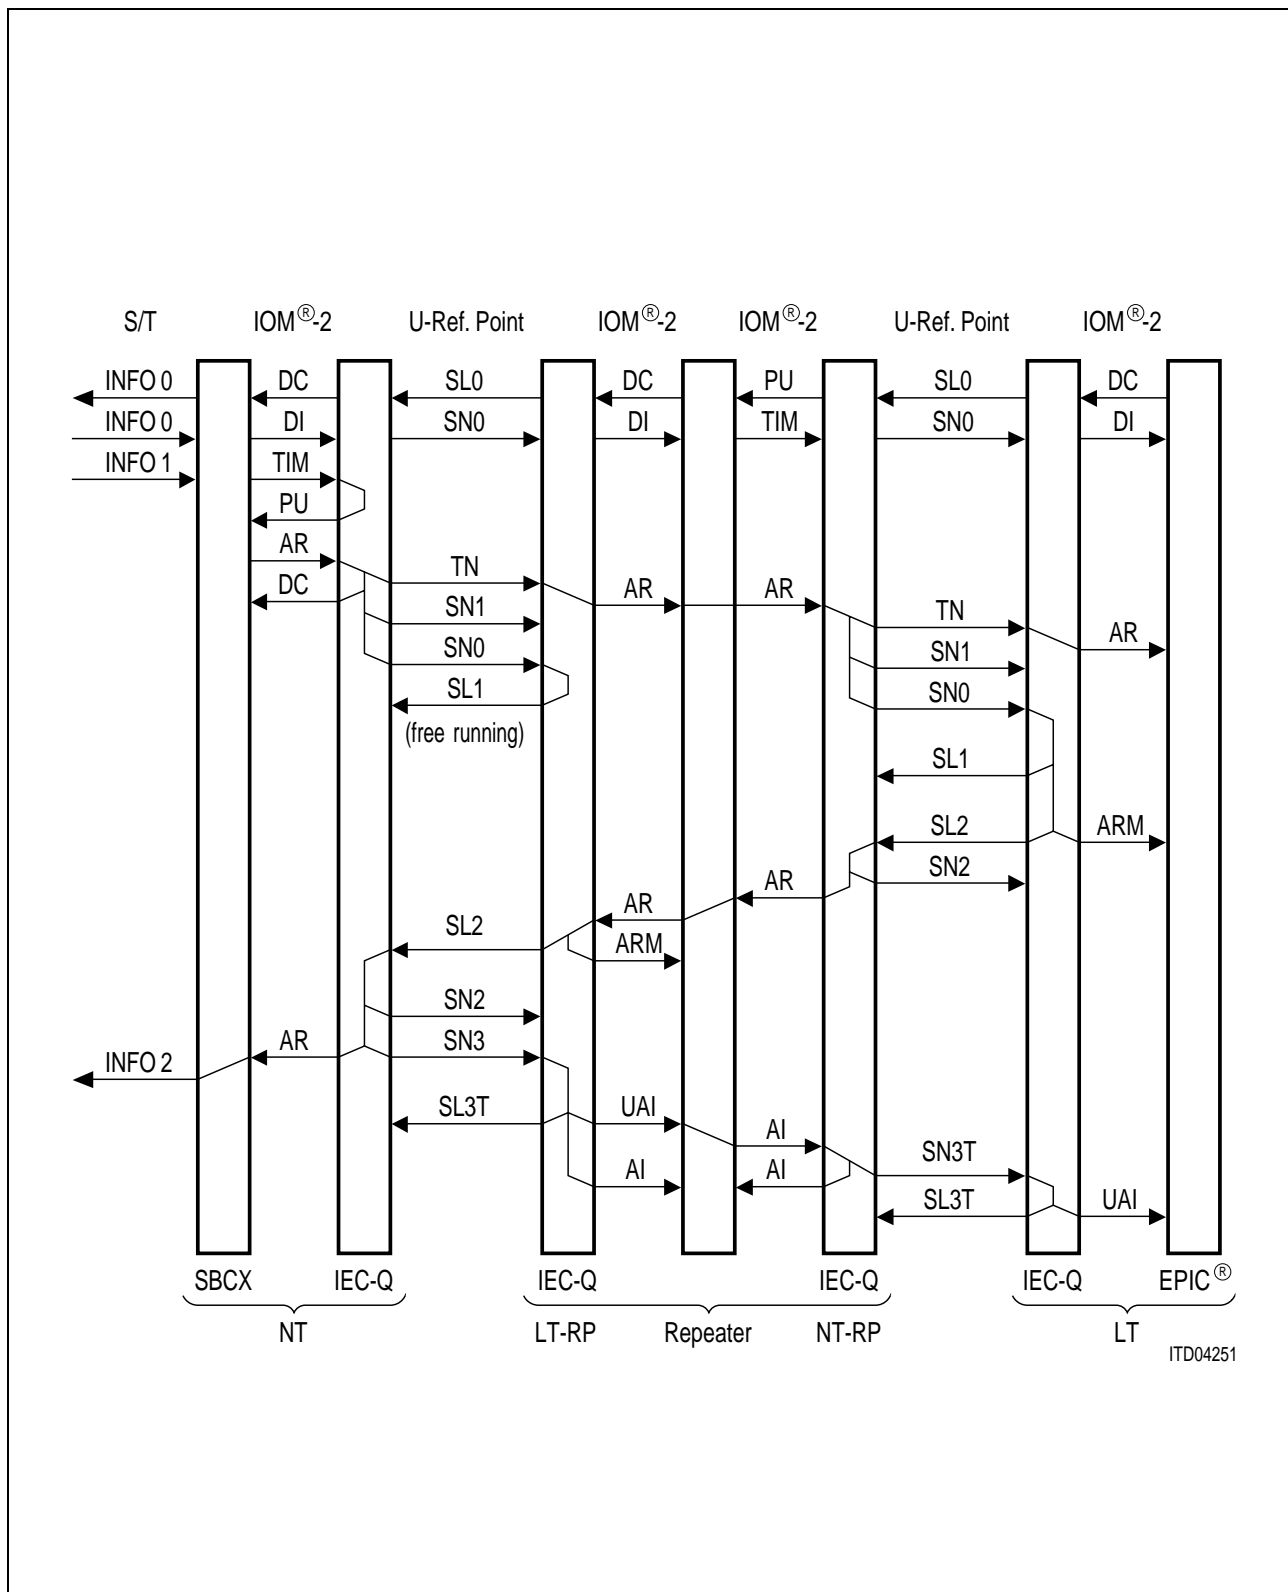 S/T IOM®-2 U-Ref. Point IOM®-2 IOM®-2 U-Ref. Point IOM®-2
INFO 0 DC SL0 DC PU SL0 DC
INFO 0 DI SN0 DI TIM SN0 DI
INFO 1 TIM
PU
AR
TN
DC AR AR
SN1 TN
AR
SN0 SN1
SL1 SN0
(free running)
SL1
SL2 ARM
SN2
AR
AR
SL2 ARM
SN2
AR SN3
INFO 2
SL3T UAI
AI
SN3T
AI AI
SL3T UAI
SBCX IEC-Q IEC-Q IEC-Q IEC-Q EPIC®
NT LT-RP Repeater NT-RP LT
ITD04251